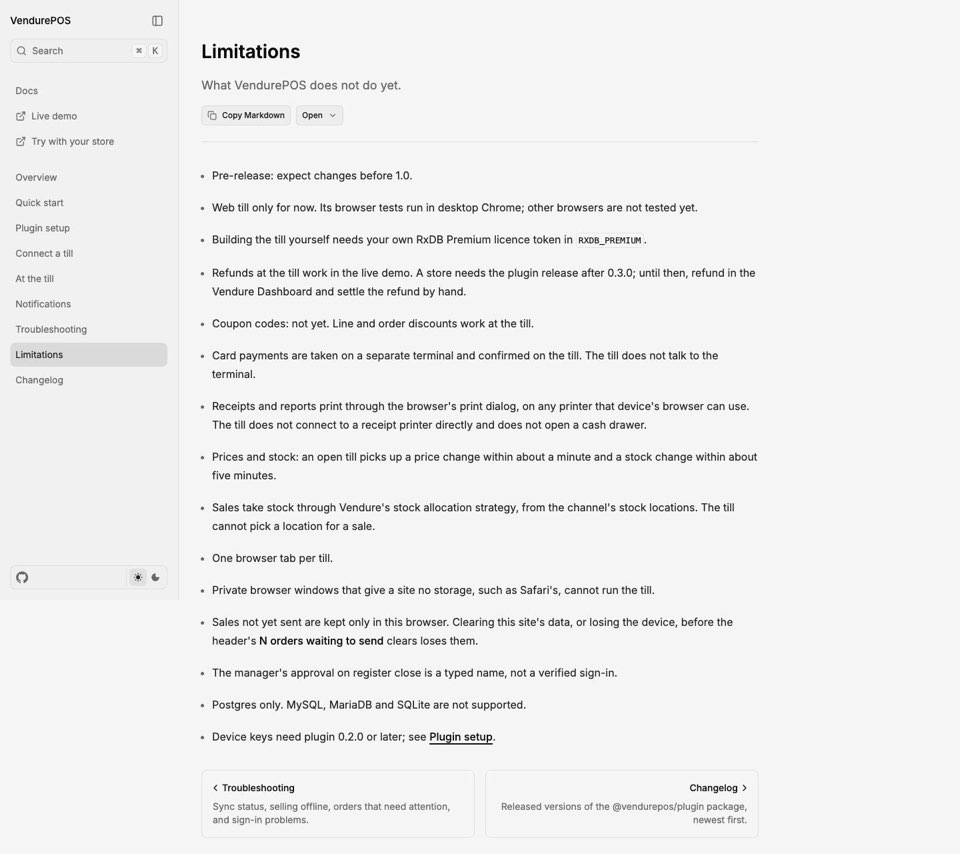 VendurePOS
Search ⌘ K
Docs
Live demo
Try with your store
Overview
Quick start
Plugin setup
Connect a till
At the till
Notifications
Troubleshooting
Limitations
Changelog
Limitations
What VendurePOS does not do yet.
Copy Markdown
Open
Pre-release: expect changes before 1.0.
Web till only for now. Its browser tests run in desktop Chrome; other browsers are not tested yet.
Building the till yourself needs your own RxDB Premium licence token in RXDB_PREMIUM.
Refunds at the till work in the live demo. A store needs the plugin release after 0.3.0; until then, refund in the
Vendure Dashboard and settle the refund by hand.
Coupon codes: not yet. Line and order discounts work at the till.
Card payments are taken on a separate terminal and confirmed on the till. The till does not talk to the
terminal.
Receipts and reports print through the browser's print dialog, on any printer that device's browser can use.
The till does not connect to a receipt printer directly and does not open a cash drawer.
Prices and stock: an open till picks up a price change within about a minute and a stock change within about
five minutes.
Sales take stock through Vendure's stock allocation strategy, from the channel's stock locations. The till
cannot pick a location for a sale.
One browser tab per till.
Private browser windows that give a site no storage, such as Safari's, cannot run the till.
Sales not yet sent are kept only in this browser. Clearing this site's data, or losing the device, before the
header's N orders waiting to send clears loses them.
The manager's approval on register close is a typed name, not a verified sign-in.
Postgres only. MySQL, MariaDB and SQLite are not supported.
Device keys need plugin 0.2.0 or later; see Plugin setup.
Troubleshooting
Sync status, selling offline, orders that need attention,
and sign-in problems.
Changelog
Released versions of the @vendurepos/plugin package,
newest first.